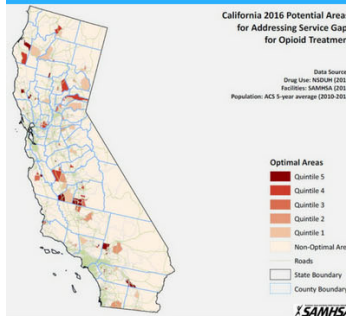 California 2016 Potential Areas
for Addressing Service Gap
for Opioid Treatmen
Data Source
Drug Use: NSDUH (201
Facilities: SAMHSA (201
Population: ACS 5-year average (2010-201
Optimal Areas
Quintile 5
Quintile 4
Quintile 3
Quintile 2
Quintile 1
Non-Optimal Are
Roads
State Boundary
County Boundary
SAMHSA